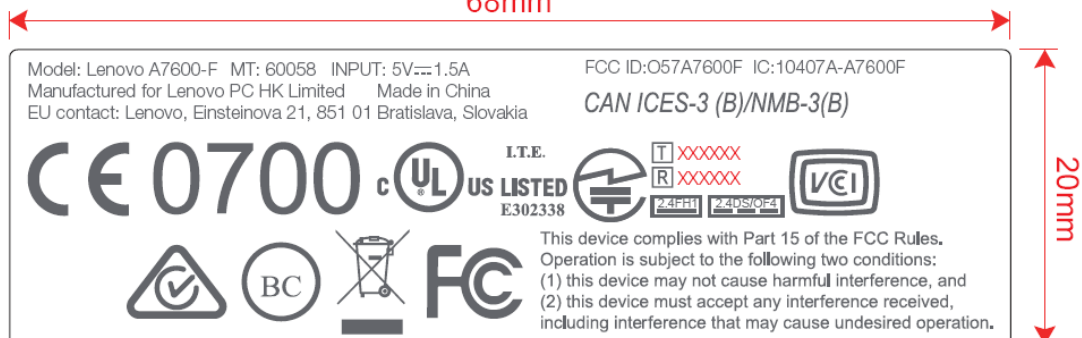 68mm
Model: Lenovo A7600-F MT: 60058 INPUT: 5V⎓1.5A
Manufactured for Lenovo PC HK Limited Made in China
EU contact: Lenovo, Einsteinova 21, 851 01 Bratislava, Slovakia
FCC ID:O57A7600F IC:10407A-A7600F
CAN ICES-3 (B)/NMB-3(B)
CE 0700
C UL US
I.T.E.
LISTED
E302338
T XXXXXX
R XXXXXX
2.4FH1 2.4DS/OF4
VCI
20mm
BC
FC
This device complies with Part 15 of the FCC Rules.
Operation is subject to the following two conditions:
(1) this device may not cause harmful interference, and
(2) this device must accept any interference received,
including interference that may cause undesired operation.